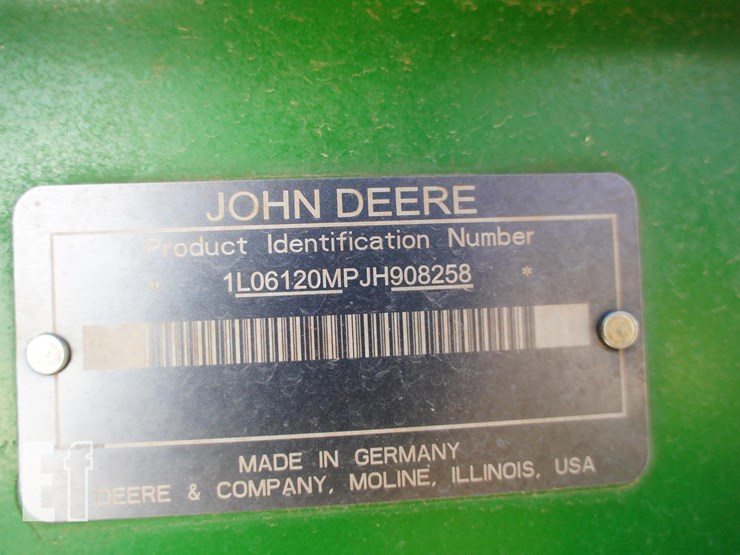 JOHN DEERE
Product Identification Number
* 1L06120MPJH908258 *
MADE IN GERMANY
DEERE & COMPANY, MOLINE, ILLINOIS, USA